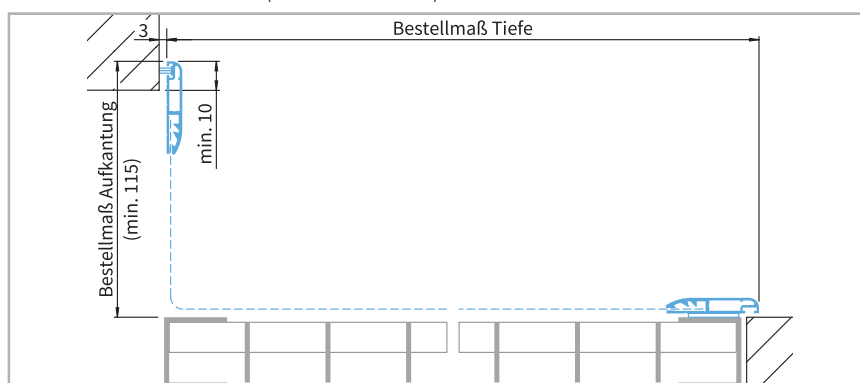 3
Bestellmaß Tiefe
Bestellmaß Aufkantung
(min. 115)
min. 10